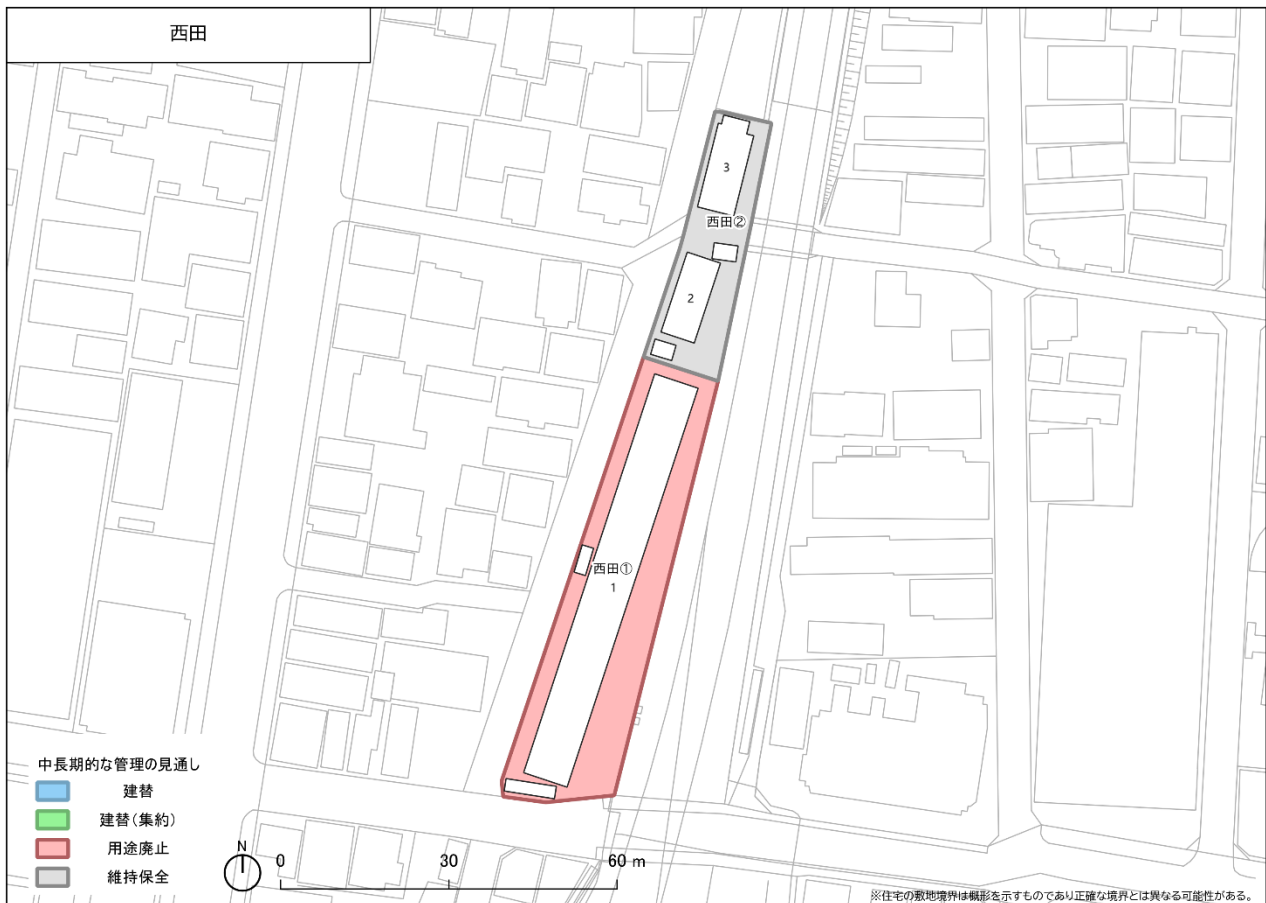 西田
3
西田②
2
西田①
1
中長期的な管理の見通し
建替
建替(集約)
用途廃止
維持保全
N
0 30 60 m
※住宅の敷地境界は概形を示すものであり正確な境界とは異なる可能性がある。